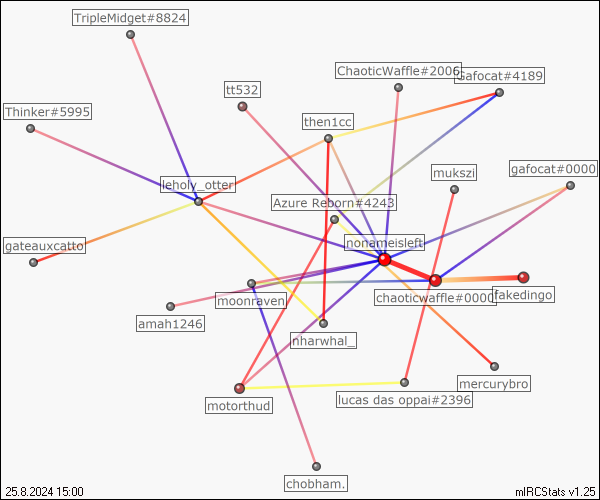 TripleMidget#8824
ChaoticWaffle#2006
Gafocat#4189
tt532
Thinker#5995
then1cc
mukszi
gafocat#0000
leholy_otter
Azure Reborn#4243
gateauxcatto
nonameisleft
moonraven
chaoticwaffle#0000
fakedingo
amah1246
nharwhal_
mercurybro
motorthud
lucas das oppai#2396
chobham.
25.8.2024 15:00
mIRCStats v1.25